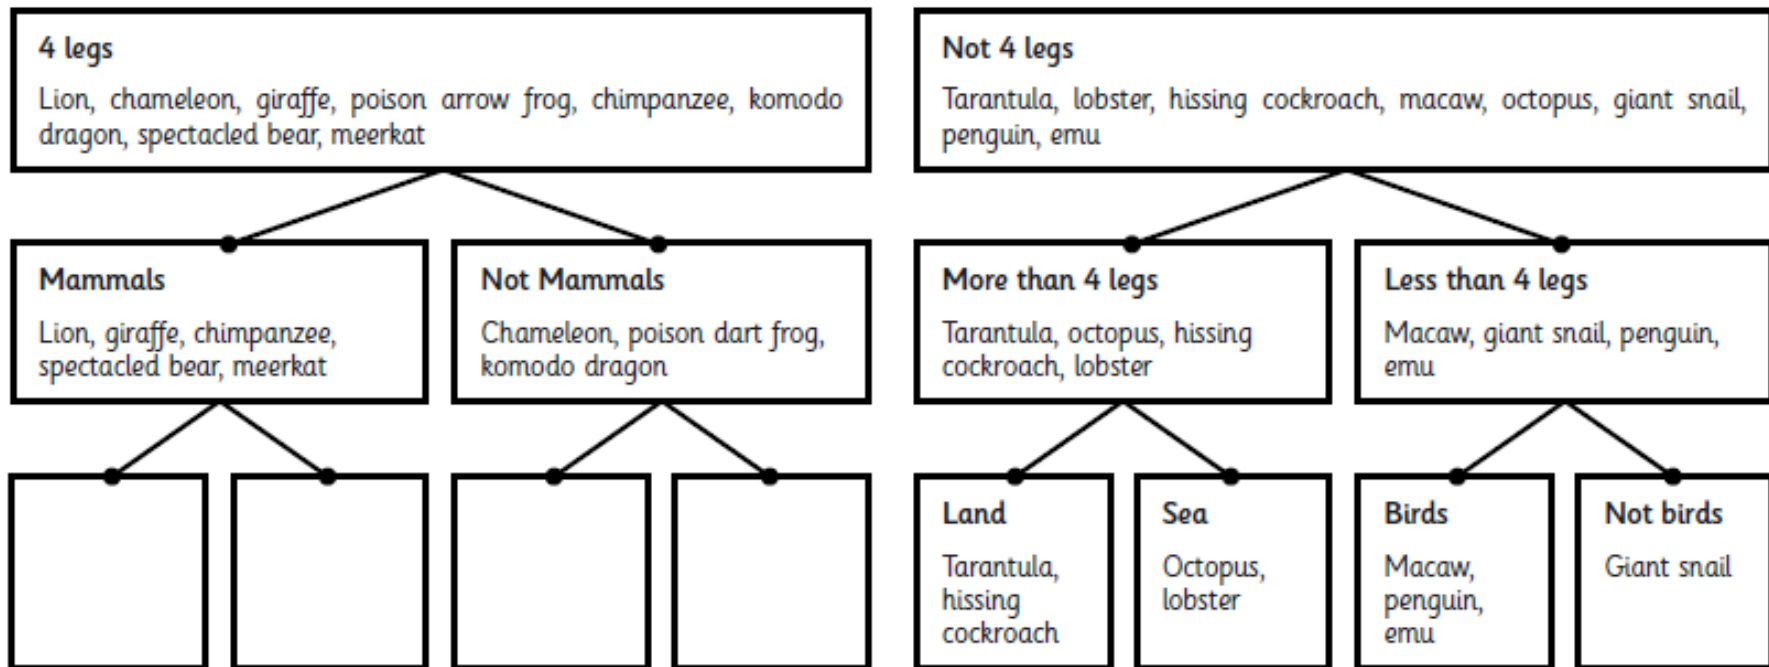 4 legs
Lion, chameleon, giraffe, poison arrow frog, chimpanzee, komodo
dragon, spectacled bear, meerkat
Not 4 legs
Tarantula, lobster, hissing cockroach, macaw, octopus, giant snail,
penguin, emu
Mammals
Lion, giraffe, chimpanzee,
spectacled bear, meerkat
Not Mammals
Chameleon, poison dart frog,
komodo dragon
More than 4 legs
Tarantula, octopus, hissing
cockroach, lobster
Less than 4 legs
Macaw, giant snail, penguin,
emu
Land
Tarantula,
hissing
cockroach
Sea
Octopus,
lobster
Birds
Macaw,
penguin,
emu
Not birds
Giant snail